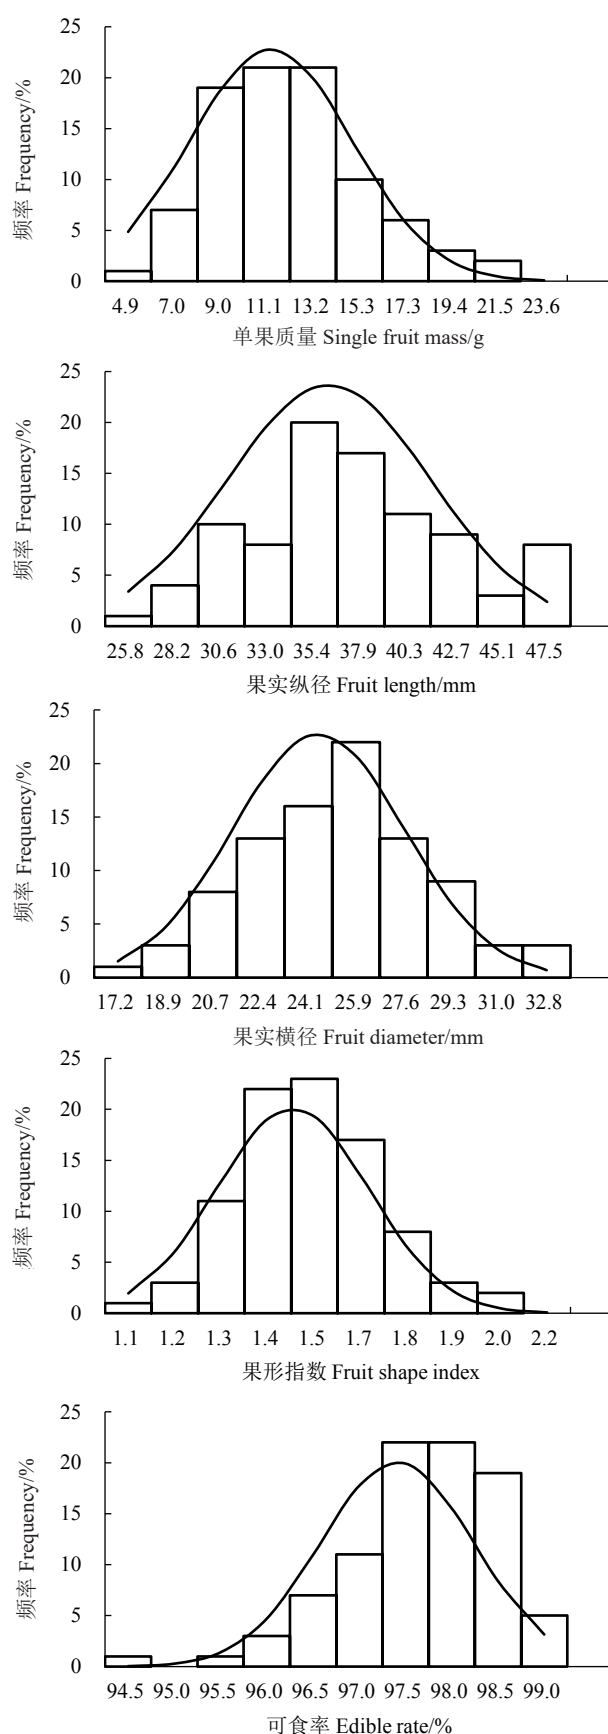 25
20
15
10
5
0
频率 Frequency/%
4.9 7.0 9.0 11.1 13.2 15.3 17.3 19.4 21.5 23.6
单果质量 Single fruit mass/g
25
20
15
10
5
0
频率 Frequency/%
25.8 28.2 30.6 33.0 35.4 37.9 40.3 42.7 45.1 47.5
果实纵径 Fruit length/mm
25
20
15
10
5
0
频率 Frequency/%
17.2 18.9 20.7 22.4 24.1 25.9 27.6 29.3 31.0 32.8
果实横径 Fruit diameter/mm
25
20
15
10
5
0
频率 Frequency/%
1.1 1.2 1.3 1.4 1.5 1.7 1.8 1.9 2.0 2.2
果形指数 Fruit shape index
25
20
15
10
5
0
频率 Frequency/%
94.5 95.0 95.5 96.0 96.5 97.0 97.5 98.0 98.5 99.0
可食率 Edible rate/%